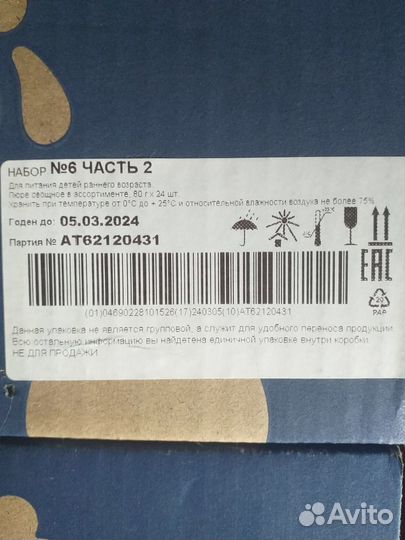 НАБОР №6 ЧАСТЬ 2
Для питания детей раннего возраста.
Пюре овощное в ассортименте, 80 г х 24 шт.
Хранить при температуре от 0°С до + 25°С и относительной влажности воздуха не более 75%
Годен до: 05.03.2024
Партия № АТ62120431
EAC
20
PAP
(01)04690228101526(17)240305(10)АТ62120431
Данная упаковка не является групповой, а служит для удобного переноса продукции.
Всю остальную информацию вы найдетена единичной упаковке внутри коробки.
НЕ ДЛЯ ПРОДАЖИ
Avito